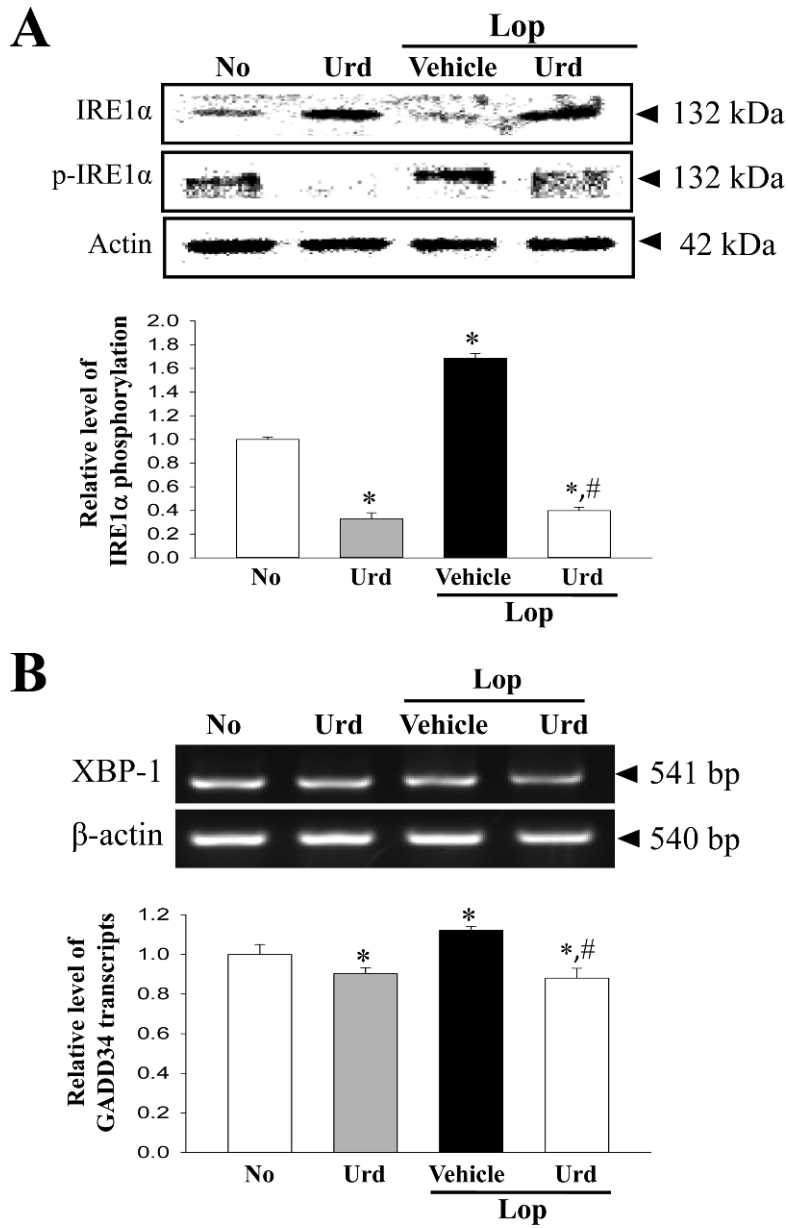 A
Lop
No Urd Vehicle Urd
IRE1α 132 kDa
p-IRE1α 132 kDa
Actin 42 kDa
Relative level of
IRE1α phosphorylation
2.0
1.8
1.6
1.4
1.2
1.0
0.8
0.6
0.4
0.2
0.0
*
*
*,#
No Urd Vehicle Urd
Lop
B
Lop
No Urd Vehicle Urd
XBP-1 541 bp
β-actin 540 bp
Relative level of
GADD34 transcripts
1.2
1.0
0.8
0.6
0.4
0.2
0.0
*
*
*,#
No Urd Vehicle Urd
Lop